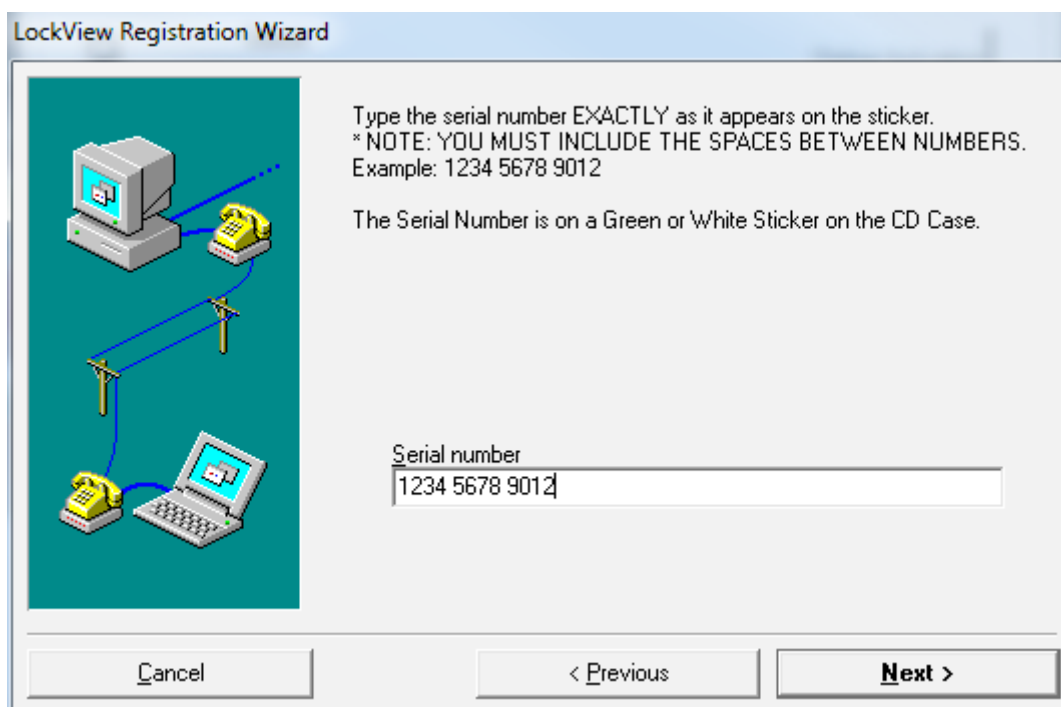 LockView Registration Wizard
Type the serial number EXACTLY as it appears on the sticker.
* NOTE: YOU MUST INCLUDE THE SPACES BETWEEN NUMBERS.
Example: 1234 5678 9012
The Serial Number is on a Green or White Sticker on the CD Case.
Serial number
1234 5678 9012
Cancel
< Previous
Next >